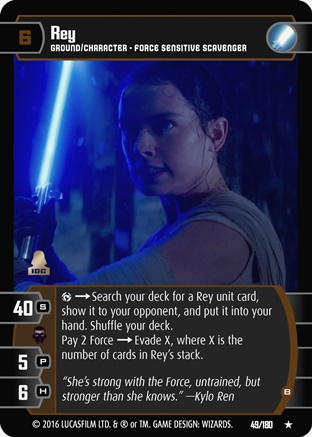 6
Rey
GROUND/CHARACTER - FORCE SENSITIVE SCAVENGER
IDC
40 S
5 P
6 H
Search your deck for a Rey unit card,
show it to your opponent, and put it into your
hand. Shuffle your deck.
Pay 2 Force → Evade X, where X is the
number of cards in Rey's stack.
“She's strong with the Force, untrained, but
stronger than she knows.” —Kylo Ren
B
© 2016 LUCASFILM LTD. & ® or TM. GAME DESIGN: WIZARDS.
49/180